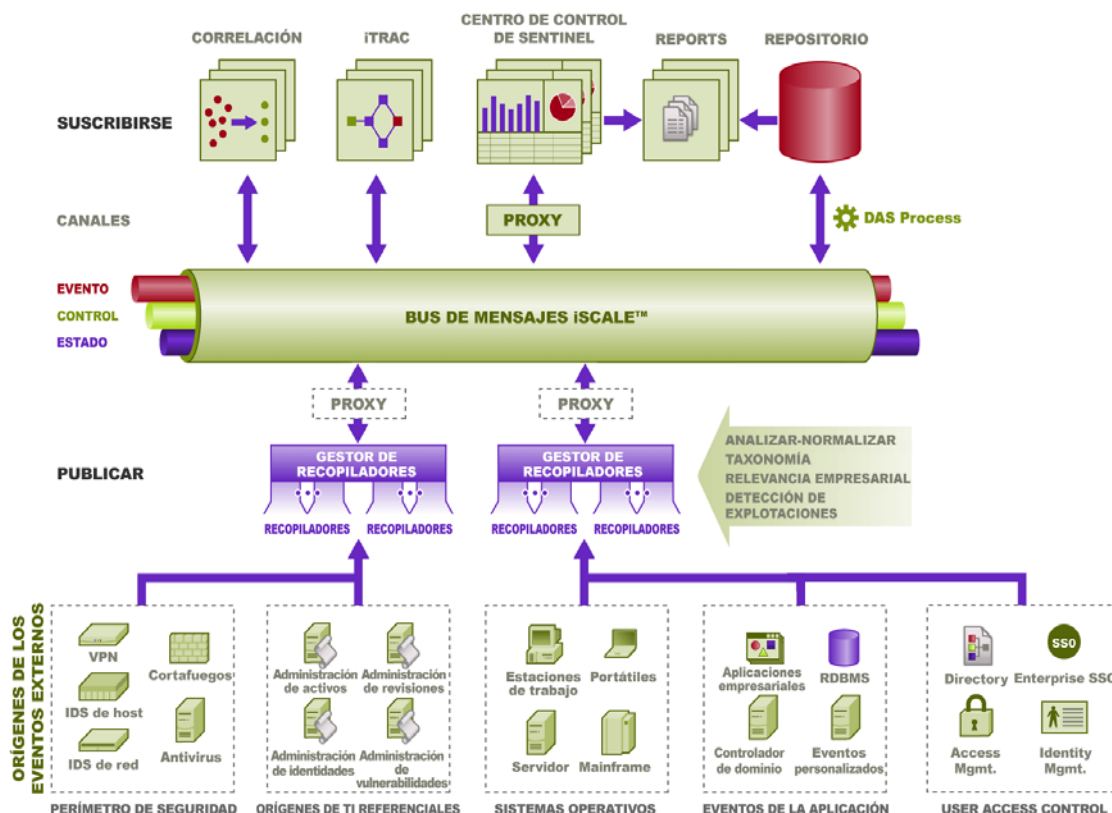 CORRELACIÓN
iTRAC
CENTRO DE CONTROL
DE SENTINEL
REPORTS
REPOSITORIO
SUSCRIBIRSE
CANALES
PROXY
DAS Process
EVENTO
CONTROL
ESTADO
BUS DE MENSAJES iSCALE™
PROXY
PROXY
PUBLICAR
GESTOR DE
RECOPILADORES
RECOPILADORES
RECOPILADORES
GESTOR DE
RECOPILADORES
RECOPILADORES
RECOPILADORES
ANALIZAR-NORMALIZAR
TAXONOMÍA
RELEVANCIA EMPRESARIAL
DETECCIÓN DE
EXPLOTACIONES
ORÍGENES DE LOS
EVENTOS EXTERNOS
VPN
Cortafuegos
IDS de host
IDS de red
Antivirus
PERÍMETRO DE SEGURIDAD
Administración
de activos
Administración
de revisiones
Administración
de identidades
Administración
de
vulnerabilidades
ORÍGENES DE TI REFERENCIALES
Estaciones
de trabajo
Portátiles
Servidor
Mainframe
SISTEMAS OPERATIVOS
Aplicaciones
empresariales
RDBMS
Controlador
de dominio
Eventos
personalizados
EVENTOS DE LA APLICACIÓN
SSO
Directory
Enterprise SSO
Access
Mgmt.
Identity
Mgmt.
USER ACCESS CONTROL